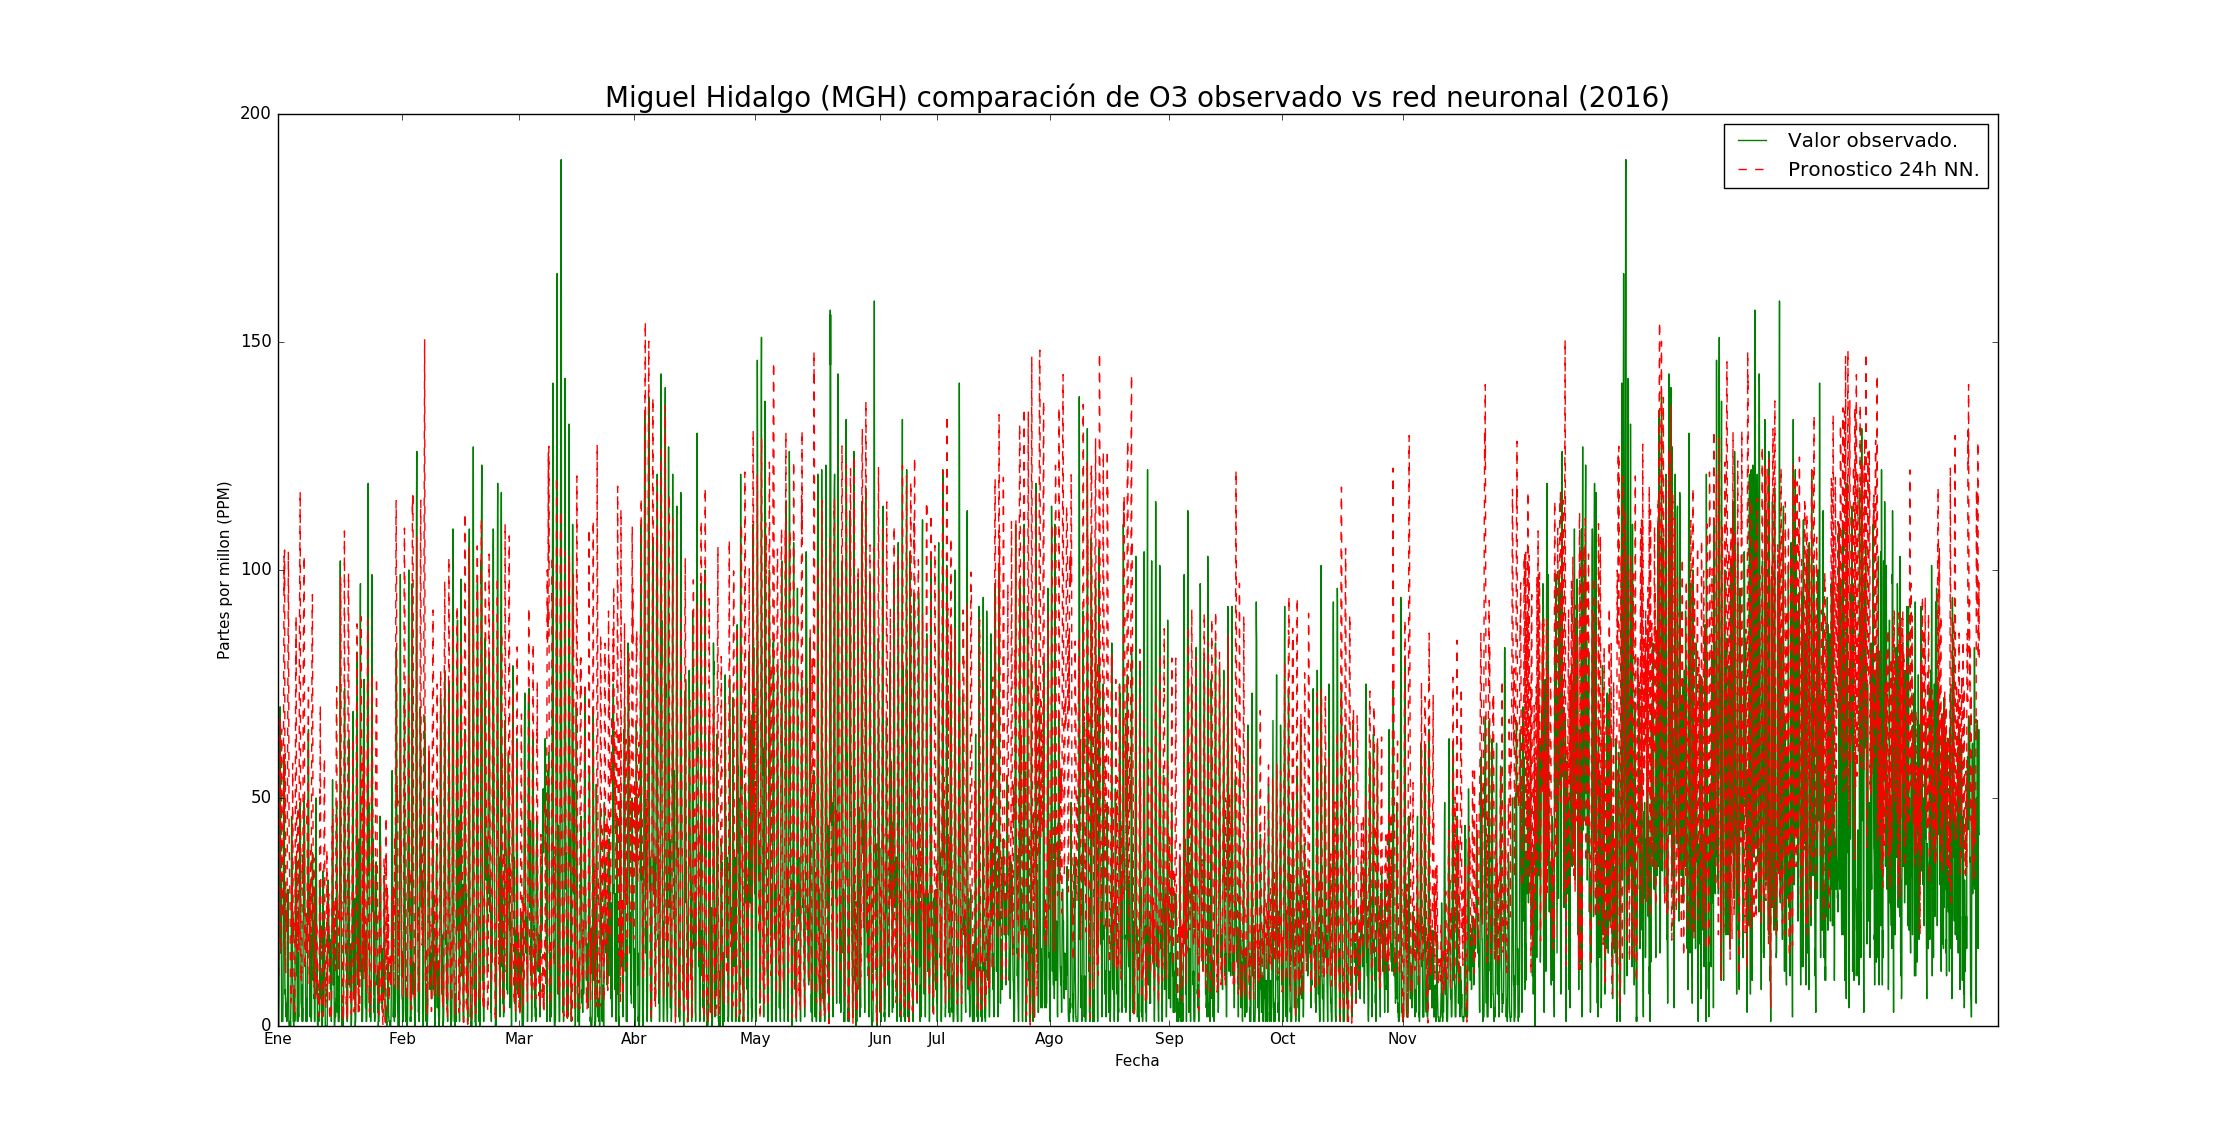 Miguel Hidalgo (MGH) comparación de O3 observado vs red neuronal (2016)
200
150
100
50
0
Partes por millon (PPM)
Valor observado.
Pronostico 24h NN.
Ene Feb Mar Abr May Jun Jul Ago Sep Oct Nov
Fecha